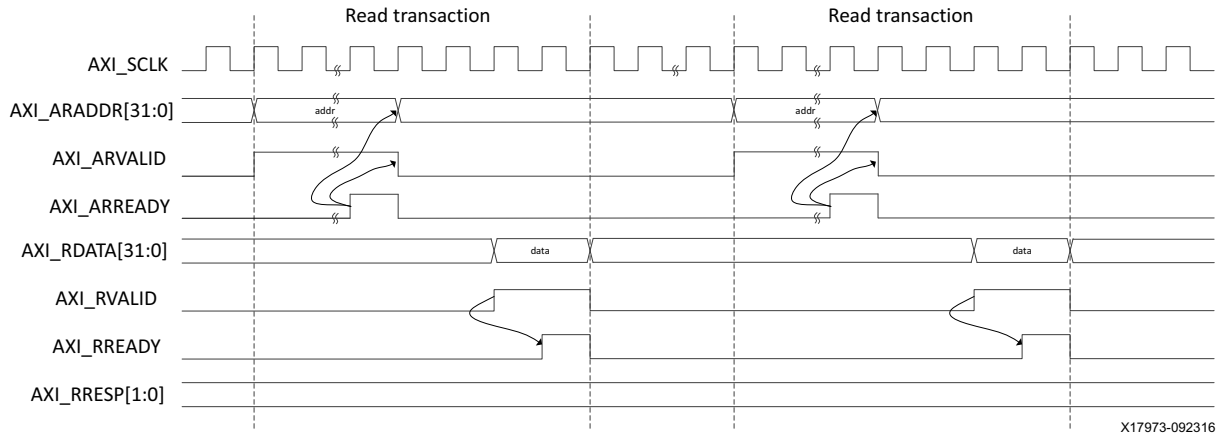 Read transaction Read transaction
AXI_SCLK
AXI_ARADDR[31:0] addr addr
AXI_ARVALID
AXI_ARREADY
AXI_RDATA[31:0] data data
AXI_RVALID
AXI_RREADY
AXI_RRESP[1:0]
X17973-092316